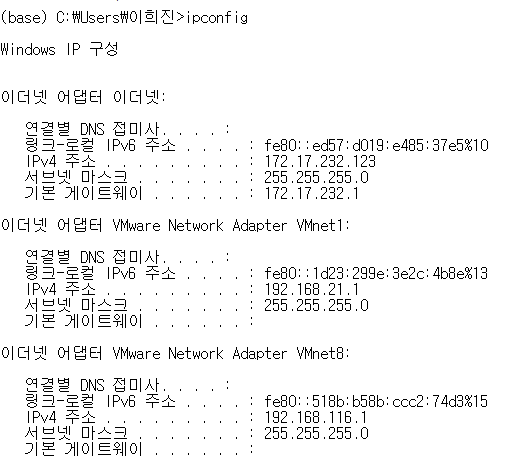 (base) C:\Users\이희진>ipconfig
Windows IP 구성
이더넷 어댑터 이더넷:
연결별 DNS 접미사. . . . :
링크-로컬 IPv6 주소 . . . . : fe80::ed57:d019:e485:37e5%10
IPv4 주소 . . . . . . . . . : 172.17.232.123
서브넷 마스크 . . . . . . . : 255.255.255.0
기본 게이트웨이 . . . . . . : 172.17.232.1
이더넷 어댑터 VMware Network Adapter VMnet1:
연결별 DNS 접미사. . . . :
링크-로컬 IPv6 주소 . . . . : fe80::1d23:299e:3e2c:4b8e%13
IPv4 주소 . . . . . . . . . : 192.168.21.1
서브넷 마스크 . . . . . . . : 255.255.255.0
기본 게이트웨이 . . . . . . :
이더넷 어댑터 VMware Network Adapter VMnet8:
연결별 DNS 접미사. . . . :
링크-로컬 IPv6 주소 . . . . : fe80::518b:b58b:ccc2:74d3%15
IPv4 주소 . . . . . . . . . : 192.168.116.1
서브넷 마스크 . . . . . . . : 255.255.255.0
기본 게이트웨이 . . . . . . :